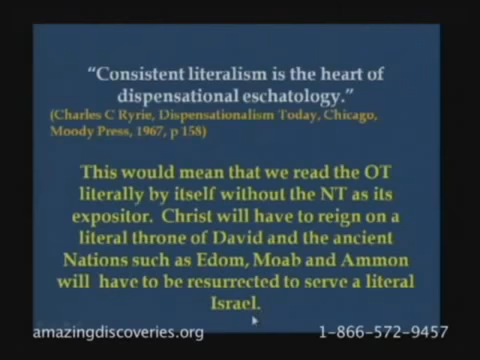 “Consistent literalism is the heart of
dispensational eschatology.”
(Charles C Ryrie, Dispensationalism Today, Chicago,
Moody Press, 1967, p 158)
This would mean that we read the OT
literally by itself without the NT as its
expositor. Christ will have to reign on a
literal throne of David and the ancient
Nations such as Edom, Moab and Ammon
will have to be resurrected to serve a literal
Israel.
amazingdiscoveries.org 1-866-572-9457